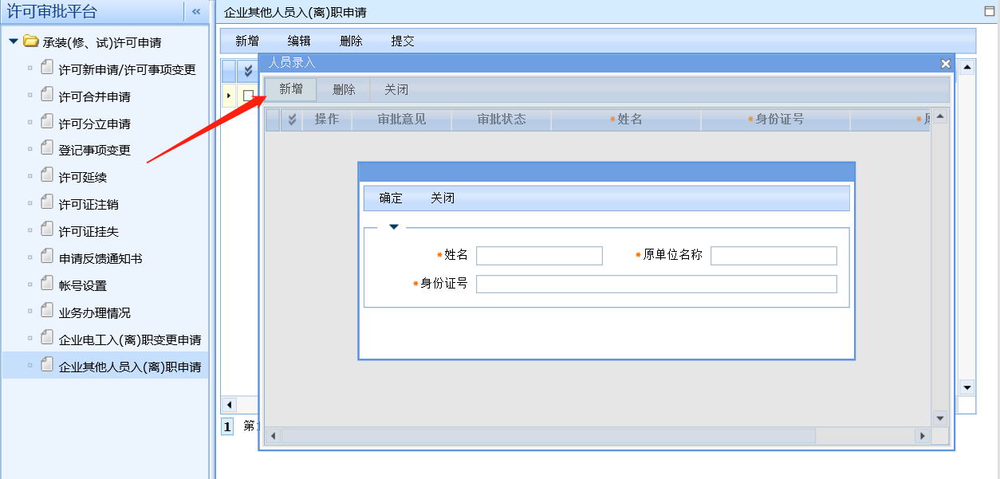 许可审批平台
承装(修、试)许可申请
许可新申请/许可事项变更
许可合并申请
许可分立申请
登记事项变更
许可延续
许可证注销
许可证挂失
申请反馈通知书
帐号设置
业务办理情况
企业电工入(离)职变更申请
企业其他人员入(离)职申请
企业其他人员入(离)职申请
新增 编辑 删除 提交
人员录入
新增 删除 关闭
操作 审批意见 审批状态 *姓名 *身份证号 *
确定 关闭
*姓名 *原单位名称
*身份证号
1 第